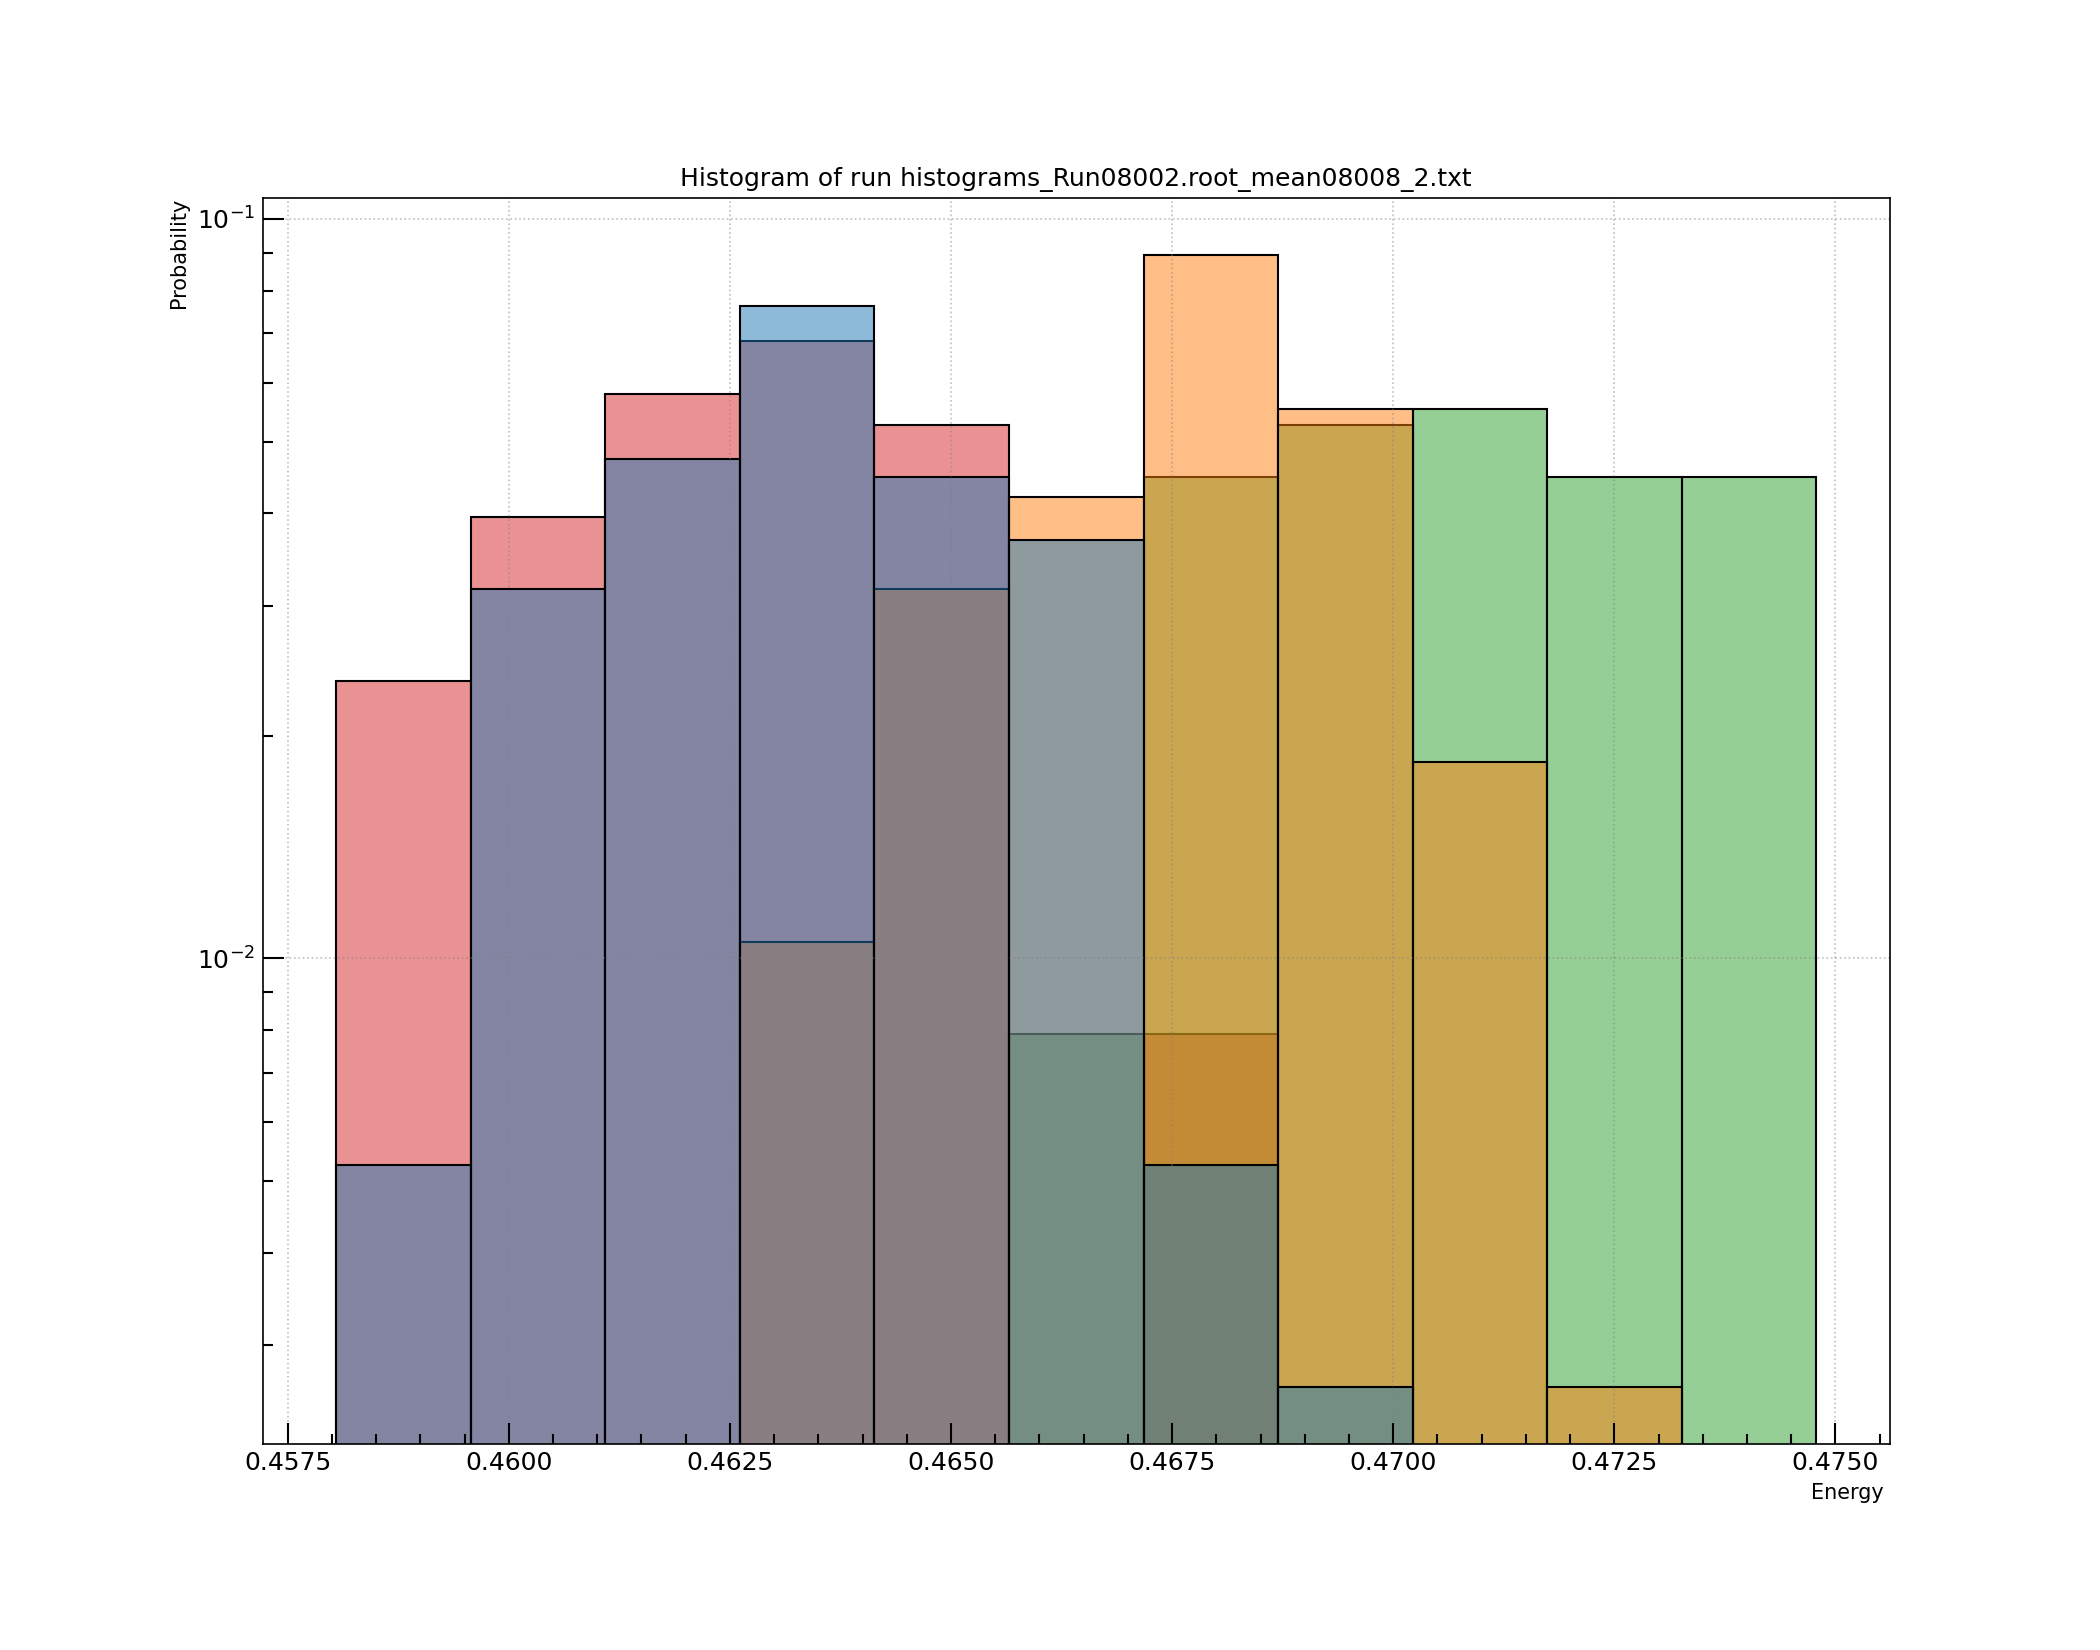 Histogram of run histograms_Run08002.root_mean08008_2.txt
Probability
10⁻¹
10⁻²
0.4575 0.4600 0.4625 0.4650 0.4675 0.4700 0.4725 0.4750
Energy